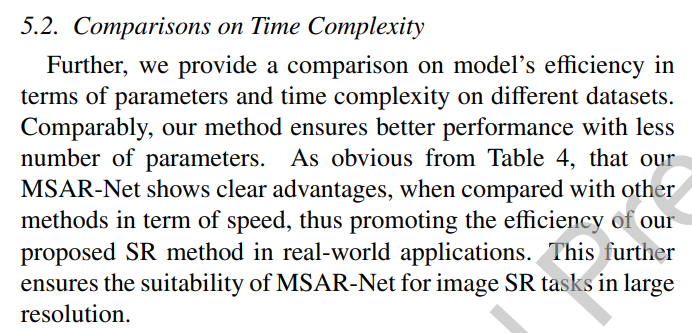 5.2. Comparisons on Time Complexity
Further, we provide a comparison on model's efficiency in
terms of parameters and time complexity on different datasets.
Comparably, our method ensures better performance with less
number of parameters. As obvious from Table 4, that our
MSAR-Net shows clear advantages, when compared with other
methods in term of speed, thus promoting the efficiency of our
proposed SR method in real-world applications. This further
ensures the suitability of MSAR-Net for image SR tasks in large
resolution.
Pre